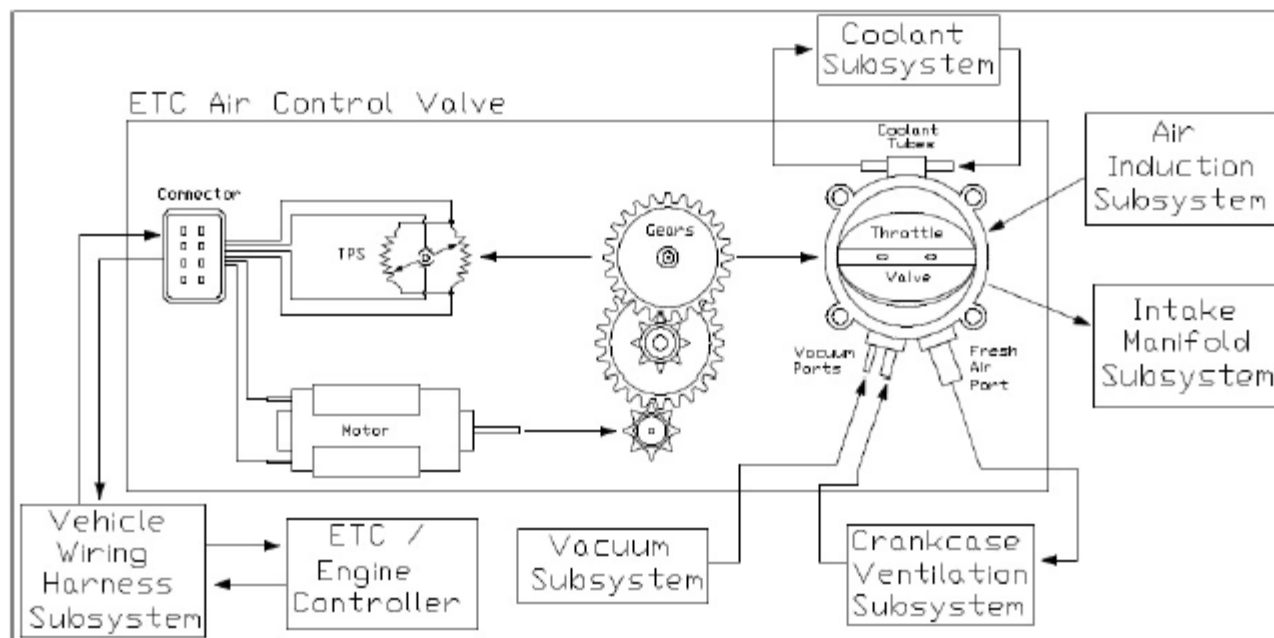 Coolant
Subsystem
ETC Air Control Valve
Coolant
Tubes
Air
Induction
Subsystem
Connector
TPS
Gears
Throttle
Valve
Intake
Manifold
Subsystem
Vacuum
Ports
Fresh
Air
Port
Motor
Vehicle
Wiring
Harness
Subsystem
ETC /
Engine
Controller
Vacuum
Subsystem
Crankcase
Ventilation
Subsystem